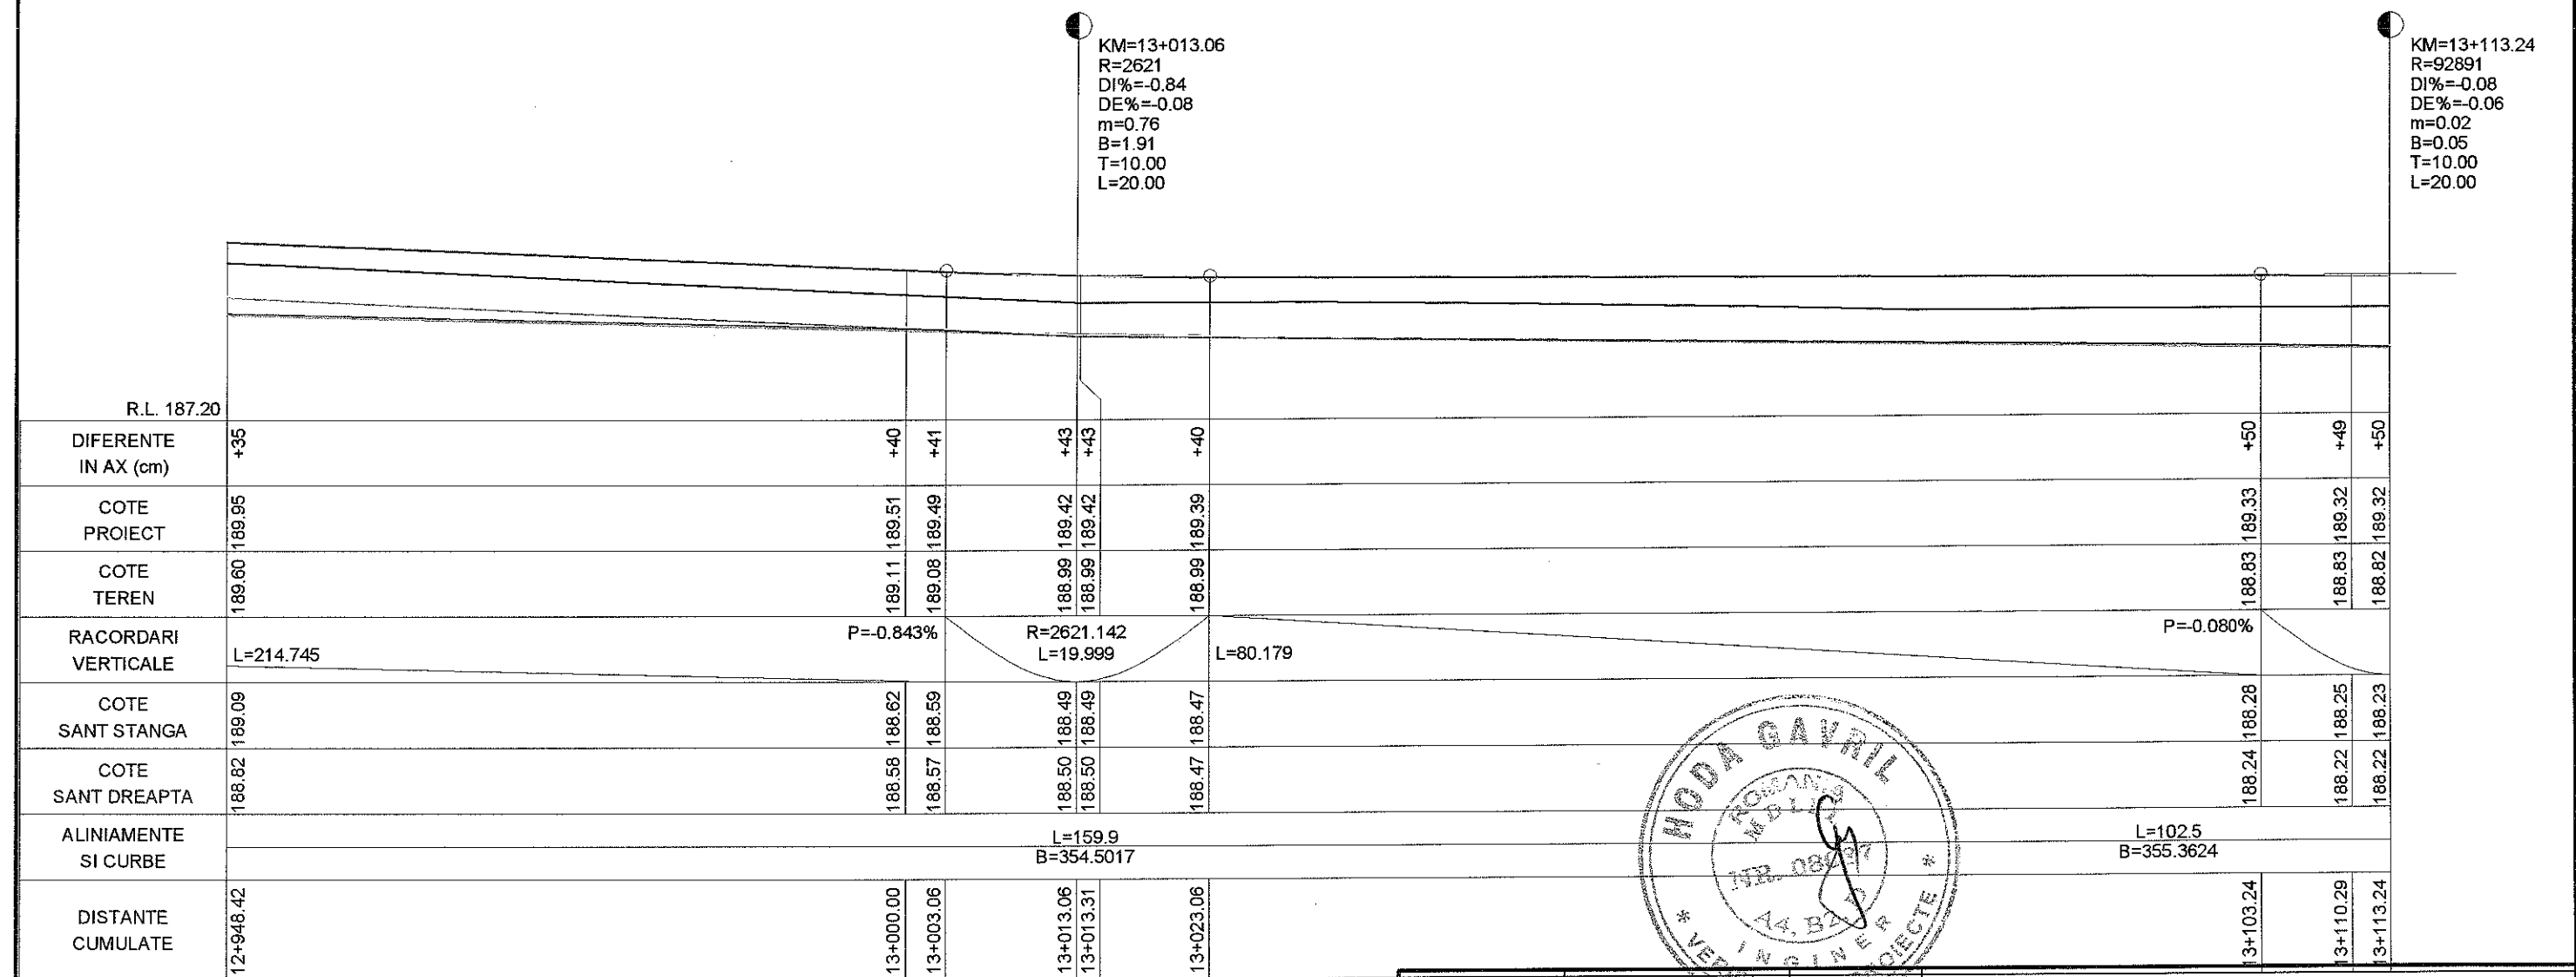 KM=13+013.06
R=2621
DI%=-0.84
DE%=-0.08
m=0.76
B=1.91
T=10.00
L=20.00
KM=13+113.24
R=92891
DI%=-0.08
DE%=-0.06
m=0.02
B=0.05
T=10.00
L=20.00
R.L. 187.20
DIFERENTE
IN AX (cm)
+35 +40 +41 +43 +43 +40 +50 +49 +50
COTE
PROIECT
189.95 189.51 189.49 189.42 189.42 189.39 189.33 189.32 189.32
COTE
TEREN
189.60 189.11 189.08 188.99 188.99 188.99 188.83 188.83 188.82
RACORDARI
VERTICALE
L=214.745
P=-0.843%
R=2621.142
L=19.999
L=80.179
P=-0.080%
COTE
SANT STANGA
189.09 188.62 188.59 188.49 188.49 188.47 188.28 188.25 188.23
COTE
SANT DREAPTA
188.82 188.58 188.57 188.50 188.50 188.47 188.24 188.22 188.22
ALINIAMENTE
SI CURBE
L=159.9
B=354.5017
L=102.5
B=355.3624
DISTANTE
CUMULATE
12+948.42 13+000.00 13+003.06 13+013.06 13+013.31 13+023.06 13+103.24 13+110.29 13+113.24
HODA GAVRIL
ROMANIA
NR.
A4, B2
INGINER